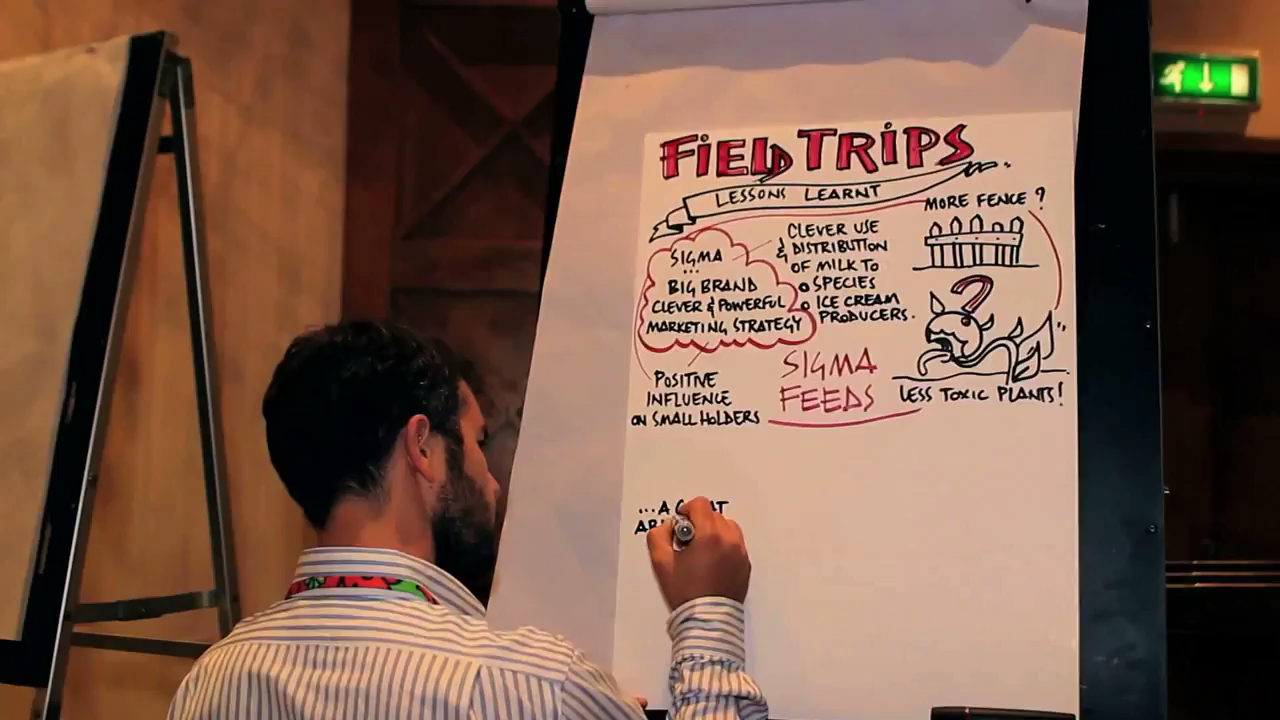 FIELD TRIPS
LESSONS LEARNT
SIGMA
...
BIG BRAND
CLEVER & POWERFUL
MARKETING STRATEGY
CLEVER USE
& DISTRIBUTION
OF MILK TO
SPECIES
ICE CREAM
PRODUCERS.
MORE FENCE?
?
LESS TOXIC PLANTS!
SIGMA
FEEDS
POSITIVE
INFLUENCE
ON SMALL HOLDERS
...A